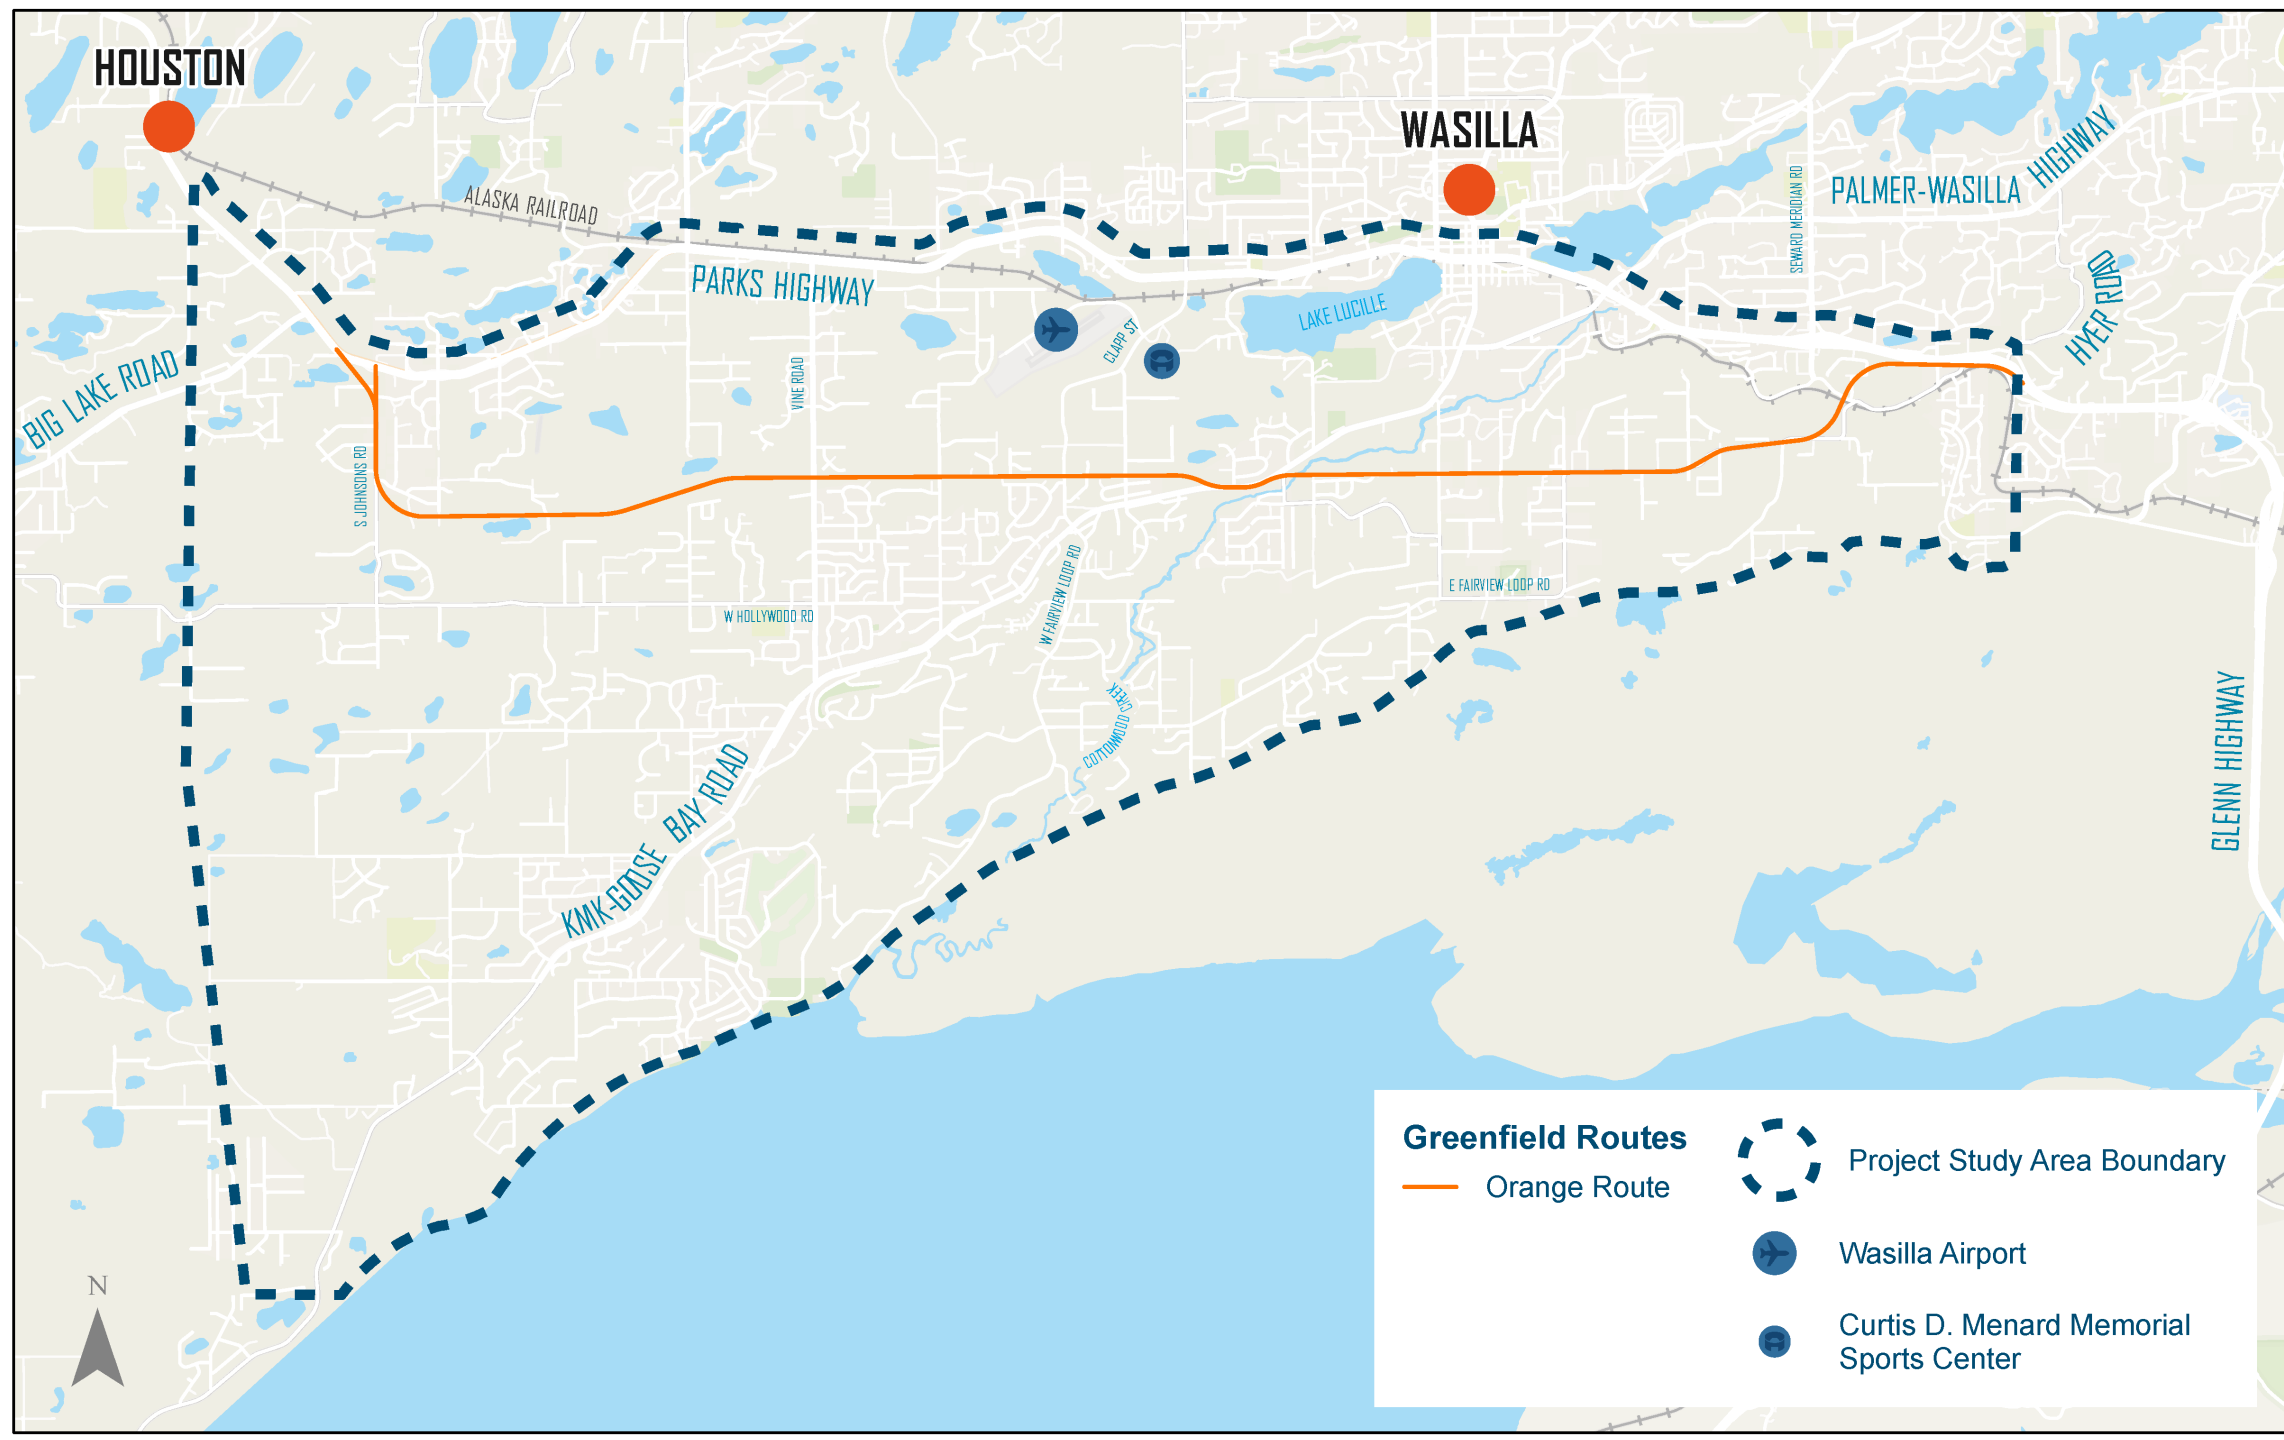 HOUSTON
WASILLA
ALASKA RAILROAD
PARKS HIGHWAY
PALMER-WASILLA HIGHWAY
SEWARD MERIDIAN RD
HYER ROAD
LAKE LUCILLE
CLAPP ST
BIG LAKE ROAD
VINE ROAD
S JOHNSONS RD
W HOLLYWOOD RD
W FAIRVIEW LOOP RD
E FAIRVIEW LOOP RD
COTTONWOOD CREEK
KMK-GOOSE BAY ROAD
GLENN HIGHWAY
N
Greenfield Routes
Orange Route
Project Study Area Boundary
Wasilla Airport
Curtis D. Menard Memorial
Sports Center